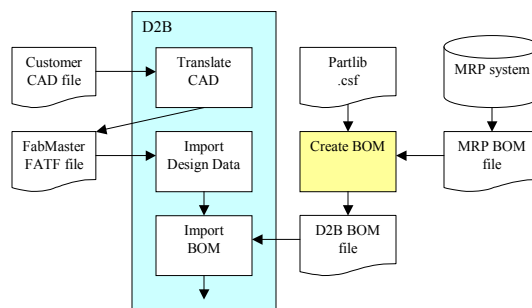 D2B
Customer
CAD file
Translate
CAD
Partlib
.csf
MRP system
FabMaster
FATF file
Import
Design Data
Create BOM
MRP BOM
file
Import
BOM
D2B BOM
file